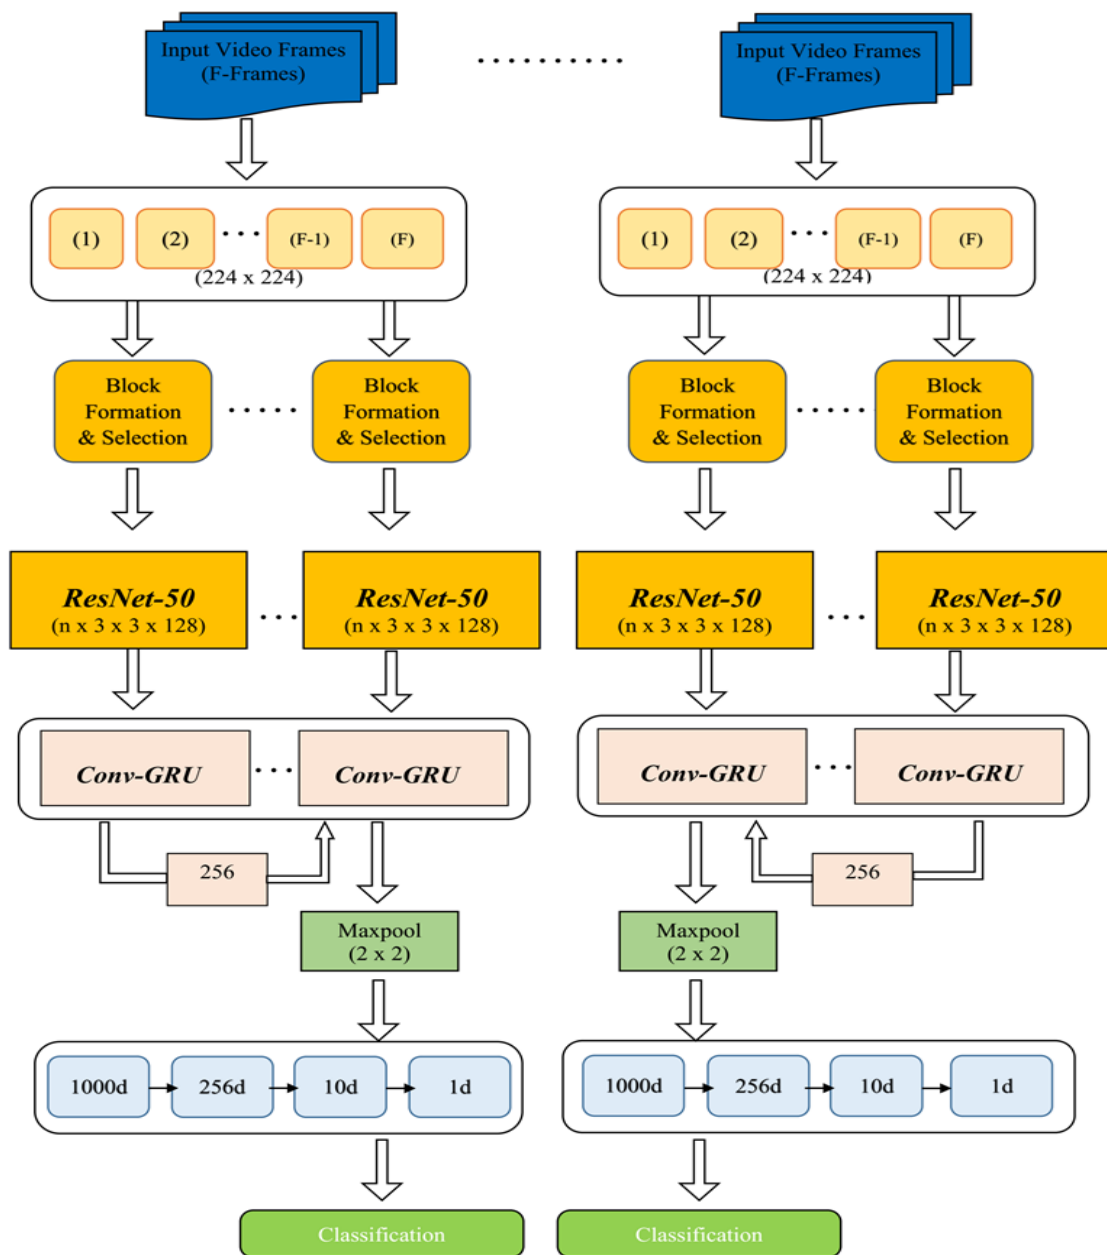 Input Video Frames
(F-Frames)
Input Video Frames
(F-Frames)
(1)
(2)
(F-1)
(F)
(224 x 224)
(1)
(2)
(F-1)
(F)
(224 x 224)
Block
Formation
& Selection
Block
Formation
& Selection
Block
Formation
& Selection
Block
Formation
& Selection
ResNet-50
(n x 3 x 3 x 128)
ResNet-50
(n x 3 x 3 x 128)
ResNet-50
(n x 3 x 3 x 128)
ResNet-50
(n x 3 x 3 x 128)
Conv-GRU
Conv-GRU
Conv-GRU
Conv-GRU
256
256
Maxpool
(2 x 2)
Maxpool
(2 x 2)
1000d
256d
10d
1d
1000d
256d
10d
1d
Classification
Classification